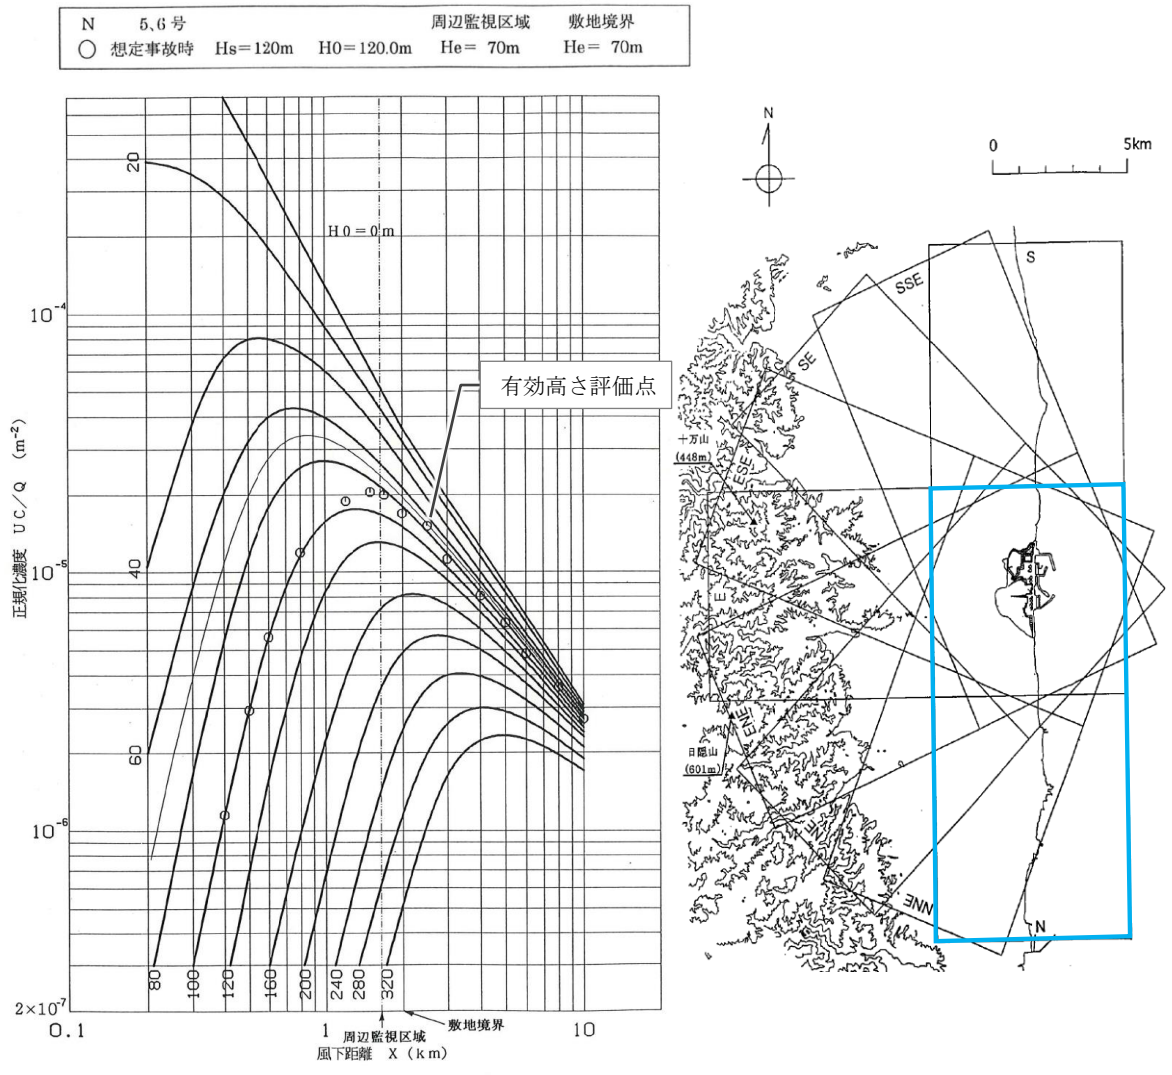 N 5,6号 周辺監視区域 敷地境界
○ 想定事故時 Hs=120m H0=120.0m He= 70m He= 70m
20
H0=0m
10⁻⁴
有効高さ評価点
正規化濃度 UC/Q (m⁻²)
40
10⁻⁵
60
10⁻⁶
80
100
120
160
200
240
280
320
2×10⁻⁷
0.1
1
10
周辺監視区域
敷地境界
風下距離 X (km)
N
0 5km
S
SSE
SE
十万山
(448m)
ESE
E
ENE
日隠山
(601m)
NE
NNE
N